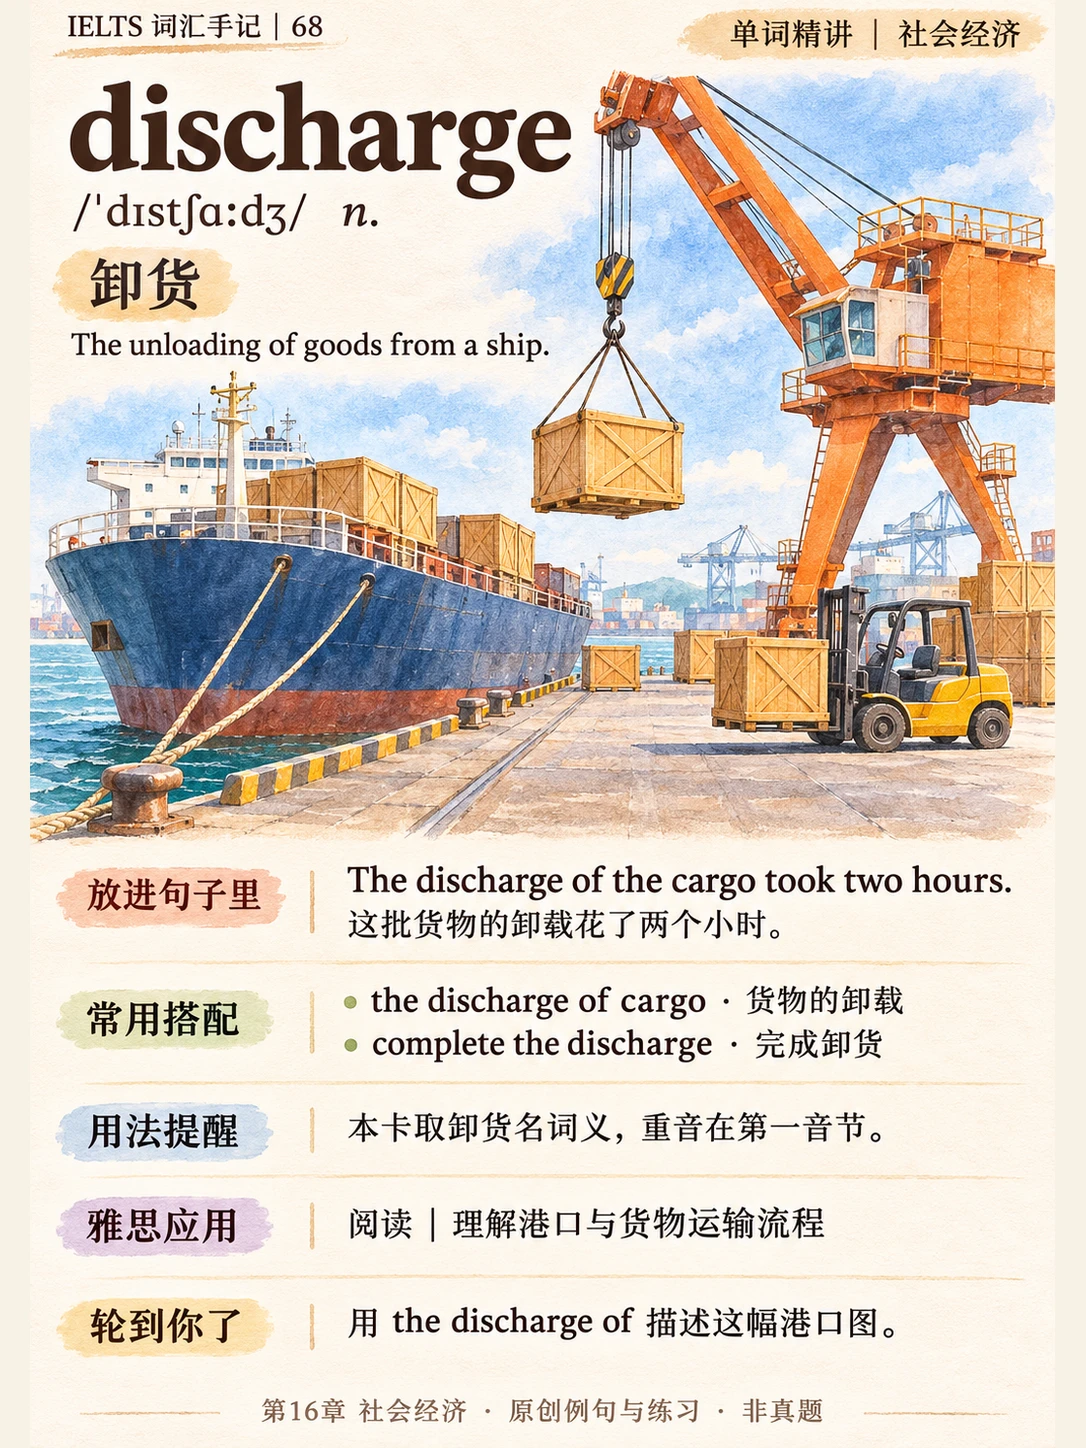 IELTS 词汇手记 | 68
单词精讲 | 社会经济
discharge
/ˈdɪstʃɑːdʒ/ n.
卸货
The unloading of goods from a ship.
放进句子里
The discharge of the cargo took two hours.
这批货物的卸载花了两个小时。
常用搭配
• the discharge of cargo · 货物的卸载
• complete the discharge · 完成卸货
用法提醒
本卡取卸货名词义，重音在第一音节。
雅思应用
阅读 | 理解港口与货物运输流程
轮到你了
用 the discharge of 描述这幅港口图。
第16章 社会经济 · 原创例句与练习 · 非真题